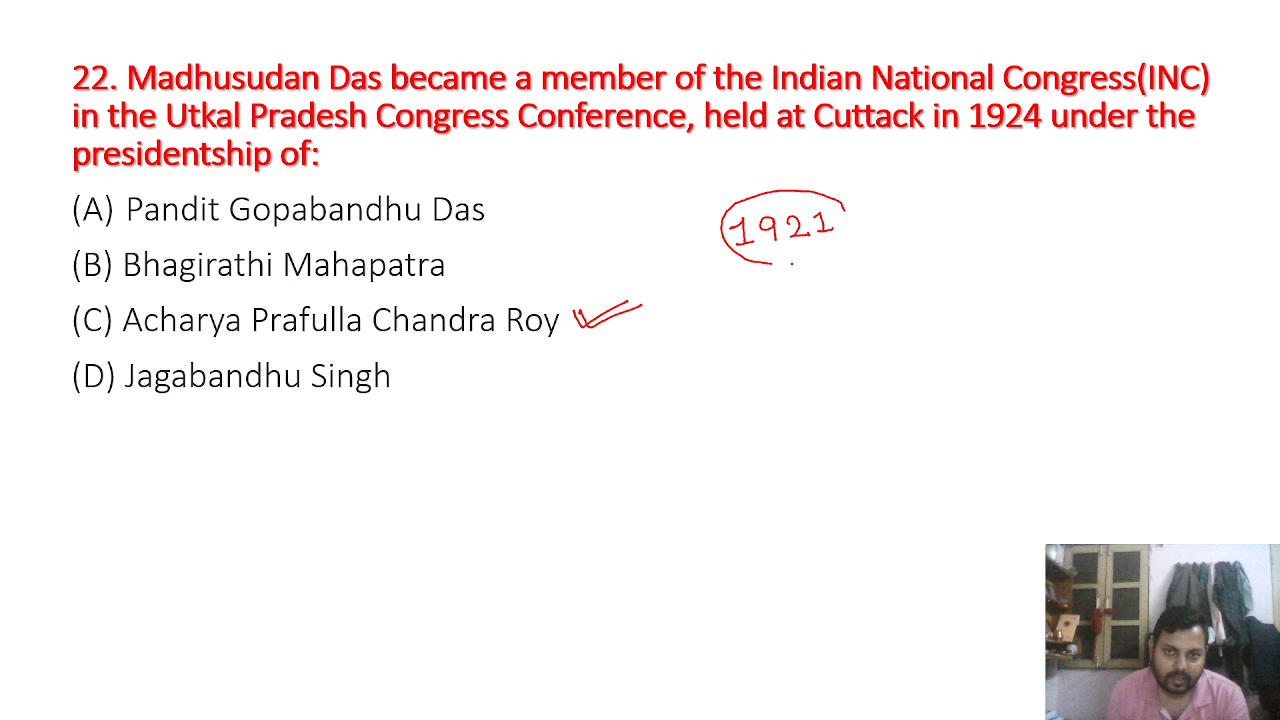 22. Madhusudan Das became a member of the Indian National Congress(INC)
in the Utkal Pradesh Congress Conference, held at Cuttack in 1924 under the
presidentship of:
(A) Pandit Gopabandhu Das
1921
(B) Bhagirathi Mahapatra
(C) Acharya Prafulla Chandra Roy
(D) Jagabandhu Singh